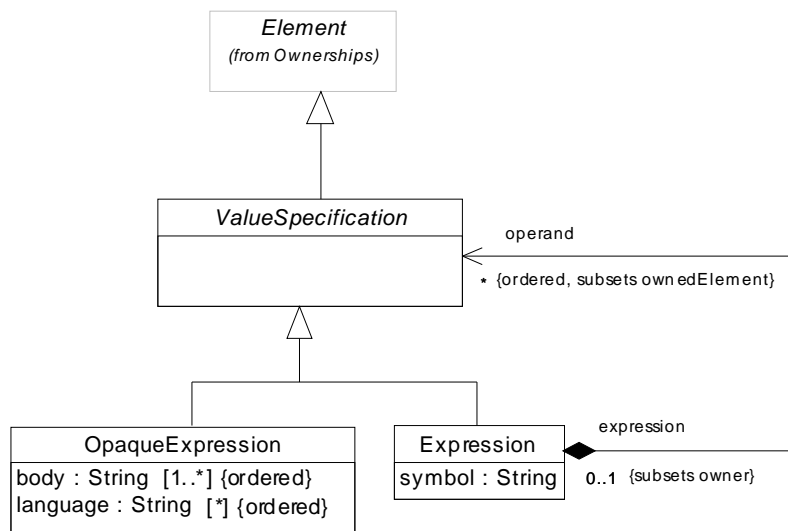 Element
(from Ownerships)
ValueSpecification
operand
* {ordered, subsets ownedElement}
OpaqueExpression
body : String [1..*] {ordered}
language : String [*] {ordered}
Expression
symbol : String
expression
0..1 {subsets owner}